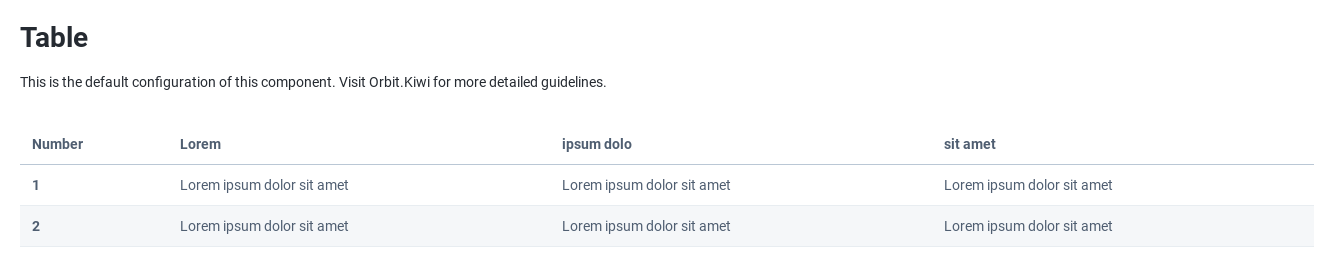 Table
This is the default configuration of this component. Visit Orbit.Kiwi for more detailed guidelines.
Number Lorem ipsum dolo sit amet
1 Lorem ipsum dolor sit amet Lorem ipsum dolor sit amet Lorem ipsum dolor sit amet
2 Lorem ipsum dolor sit amet Lorem ipsum dolor sit amet Lorem ipsum dolor sit amet